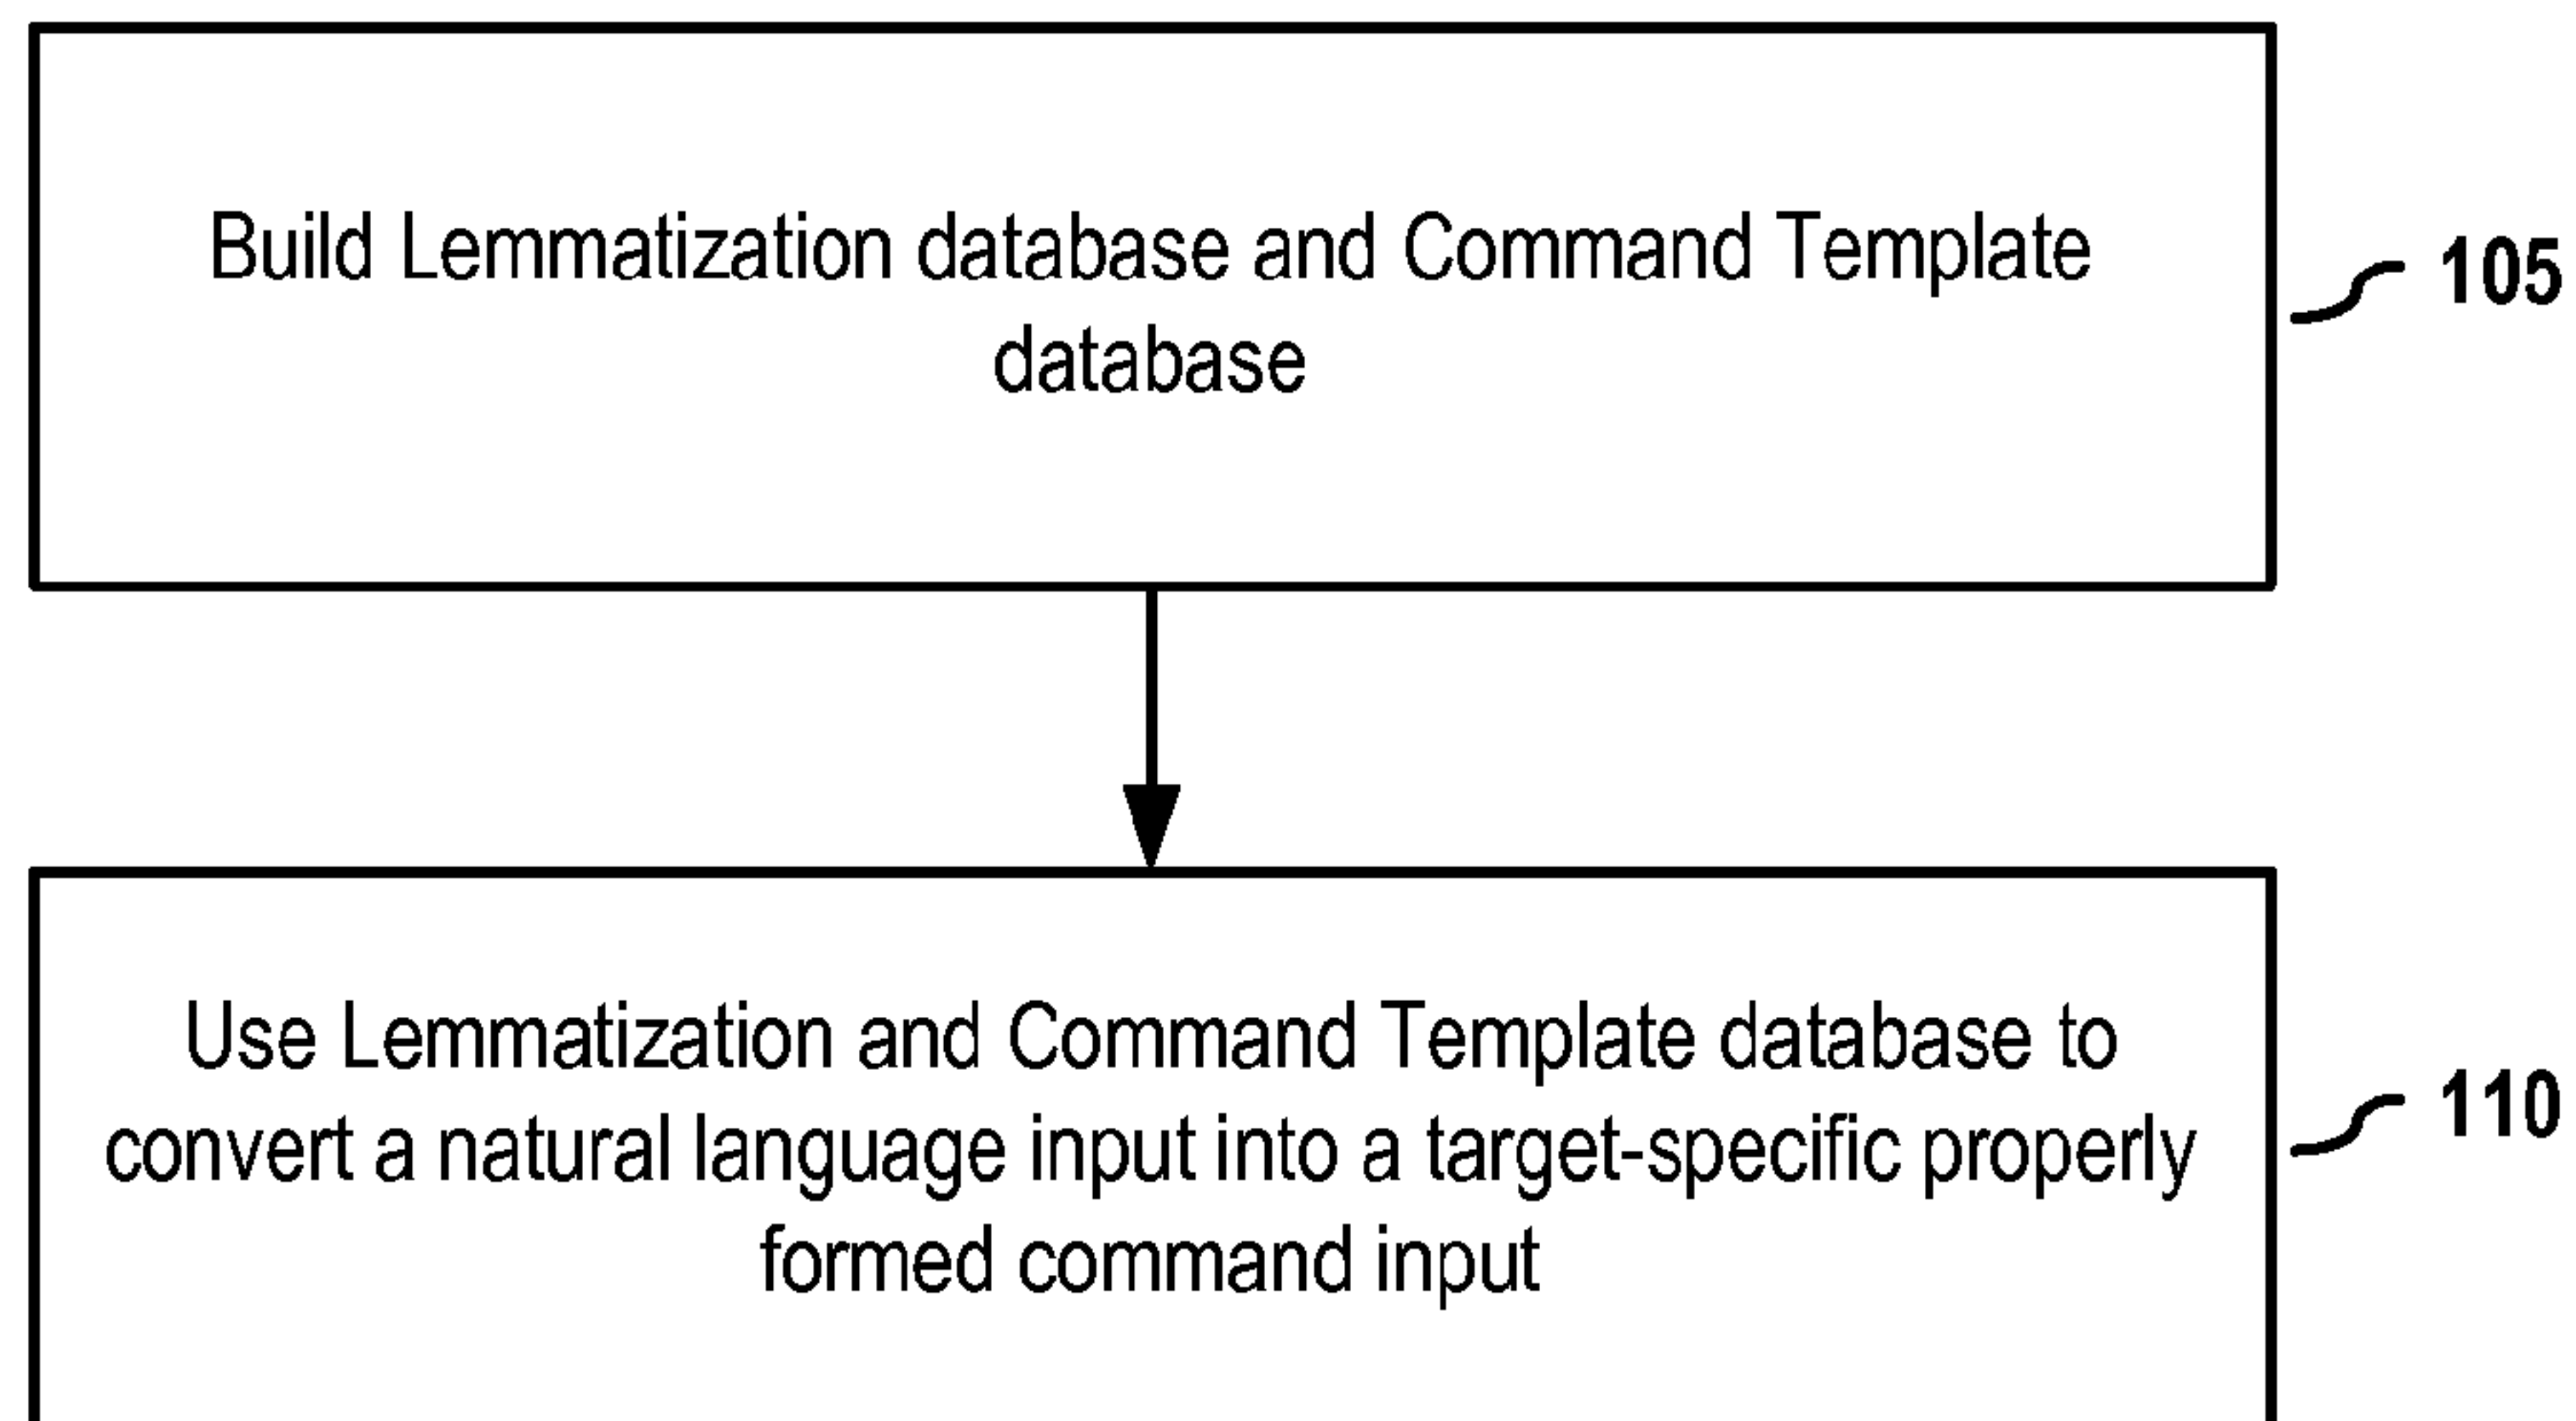 Build Lemmatization database and Command Template
database
105
Use Lemmatization and Command Template database to
convert a natural language input into a target-specific properly
formed command input
110